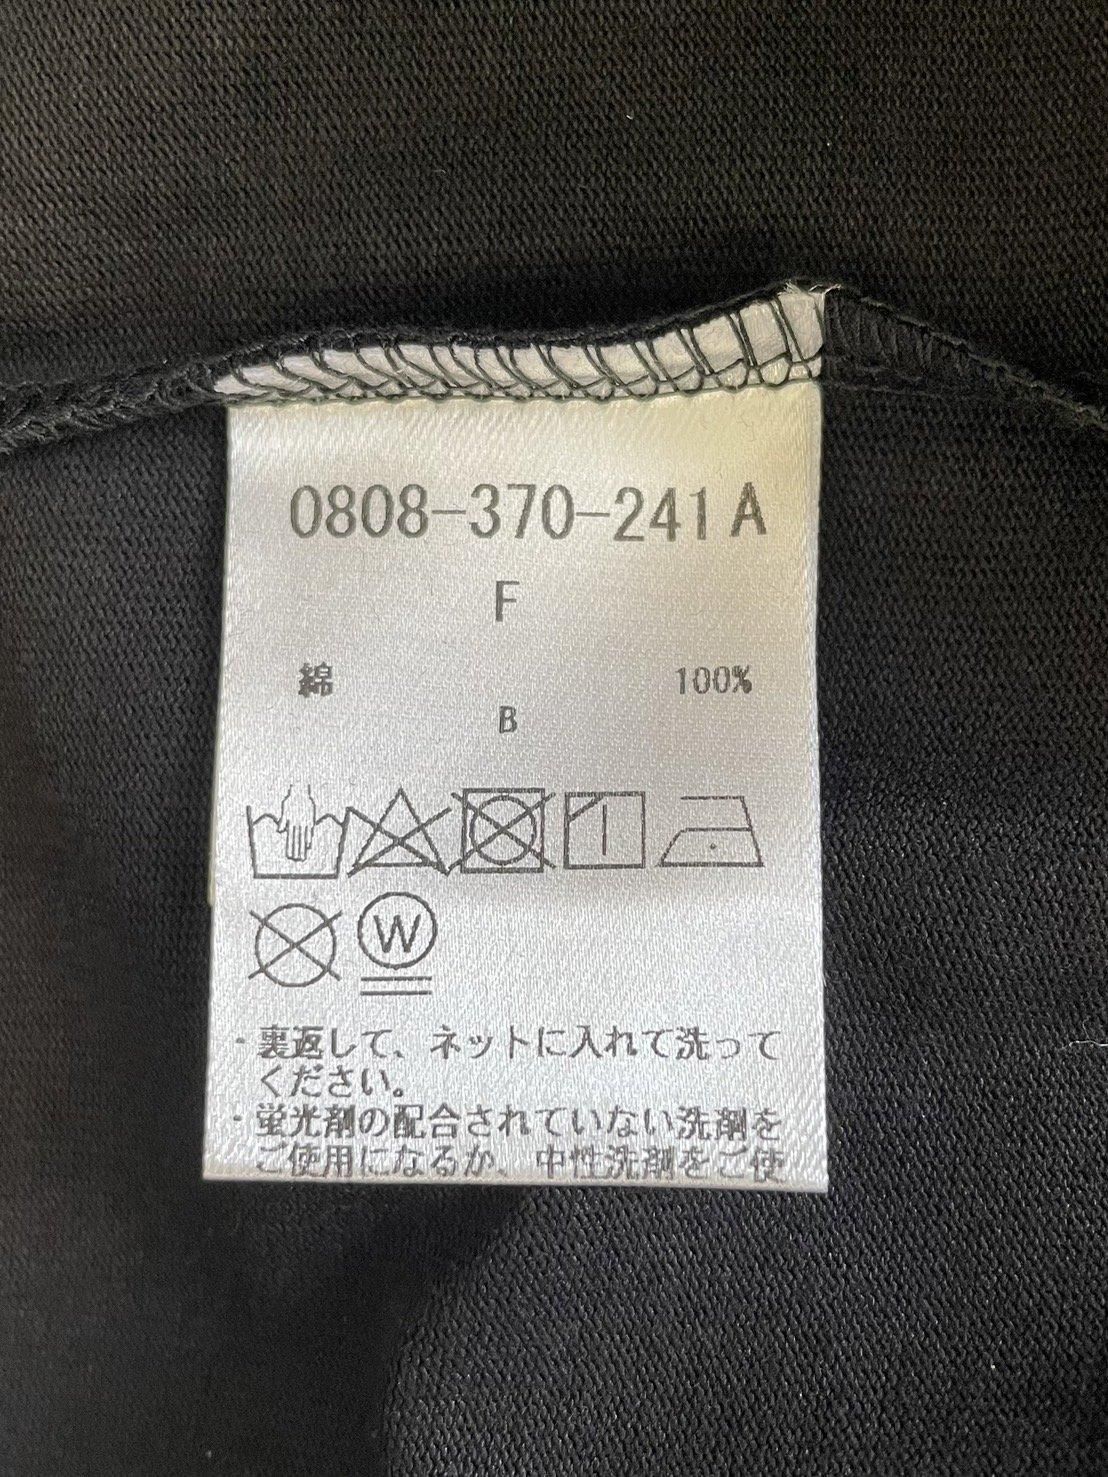 0808-370-241A
F
綿 100%
B
W
・裏返して、ネットに入れて洗って
ください。
・蛍光剤の配合されていない洗剤を
ご使用になるか、中性洗剤をご使